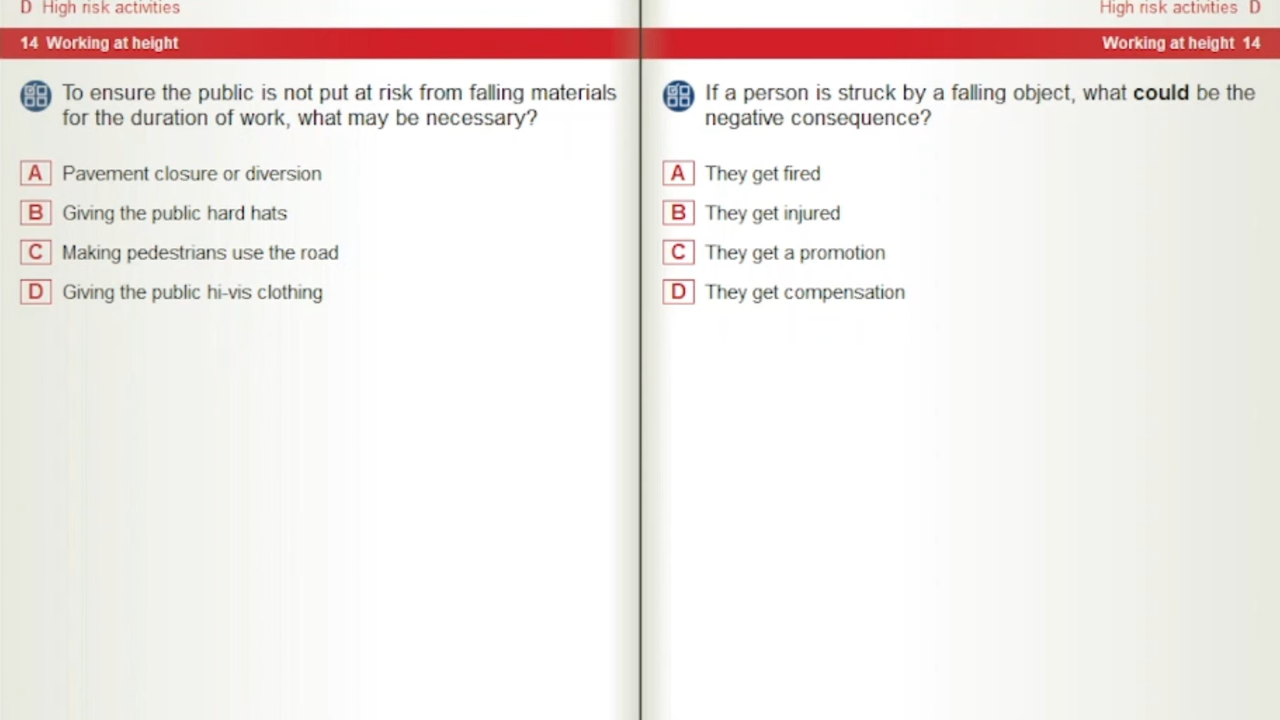 D High risk activities
14 Working at height
To ensure the public is not put at risk from falling materials
for the duration of work, what may be necessary?
A Pavement closure or diversion
B Giving the public hard hats
C Making pedestrians use the road
D Giving the public hi-vis clothing
High risk activities D
Working at height 14
If a person is struck by a falling object, what could be the
negative consequence?
A They get fired
B They get injured
C They get a promotion
D They get compensation